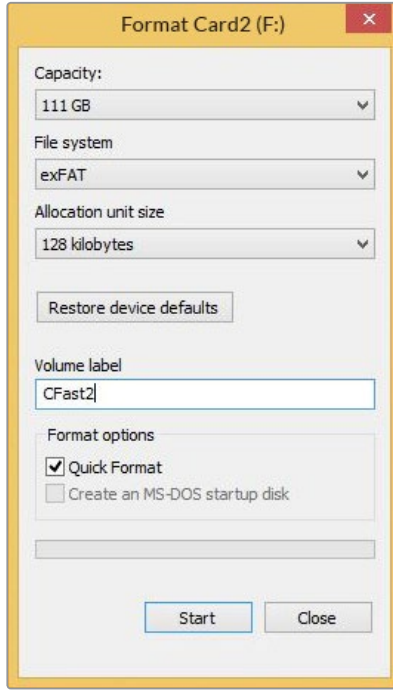 Format Card2 (F:)
Capacity:
111 GB
File system
exFAT
Allocation unit size
128 kilobytes
Restore device defaults
Volume label
CFast2
Format options
Quick Format
Create an MS-DOS startup disk
Start Close